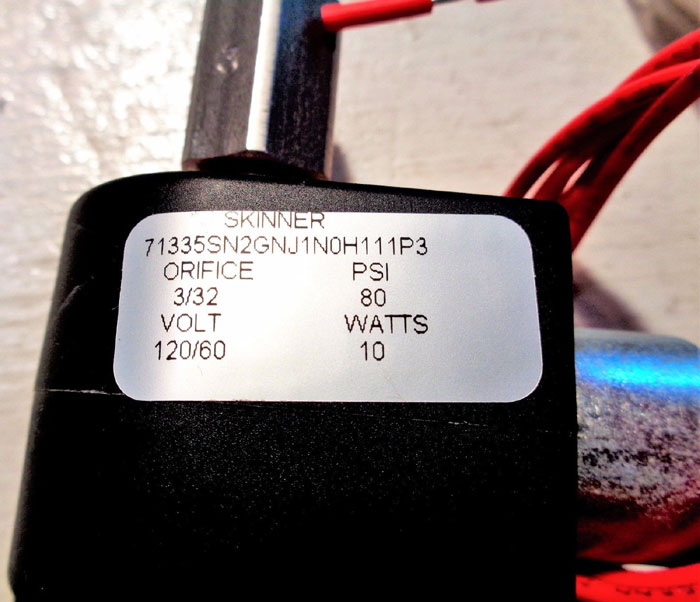 SKINNER
71335SN2GNJ1N0H111P3
ORIFICE PSI
3/32 80
VOLT WATTS
120/60 10